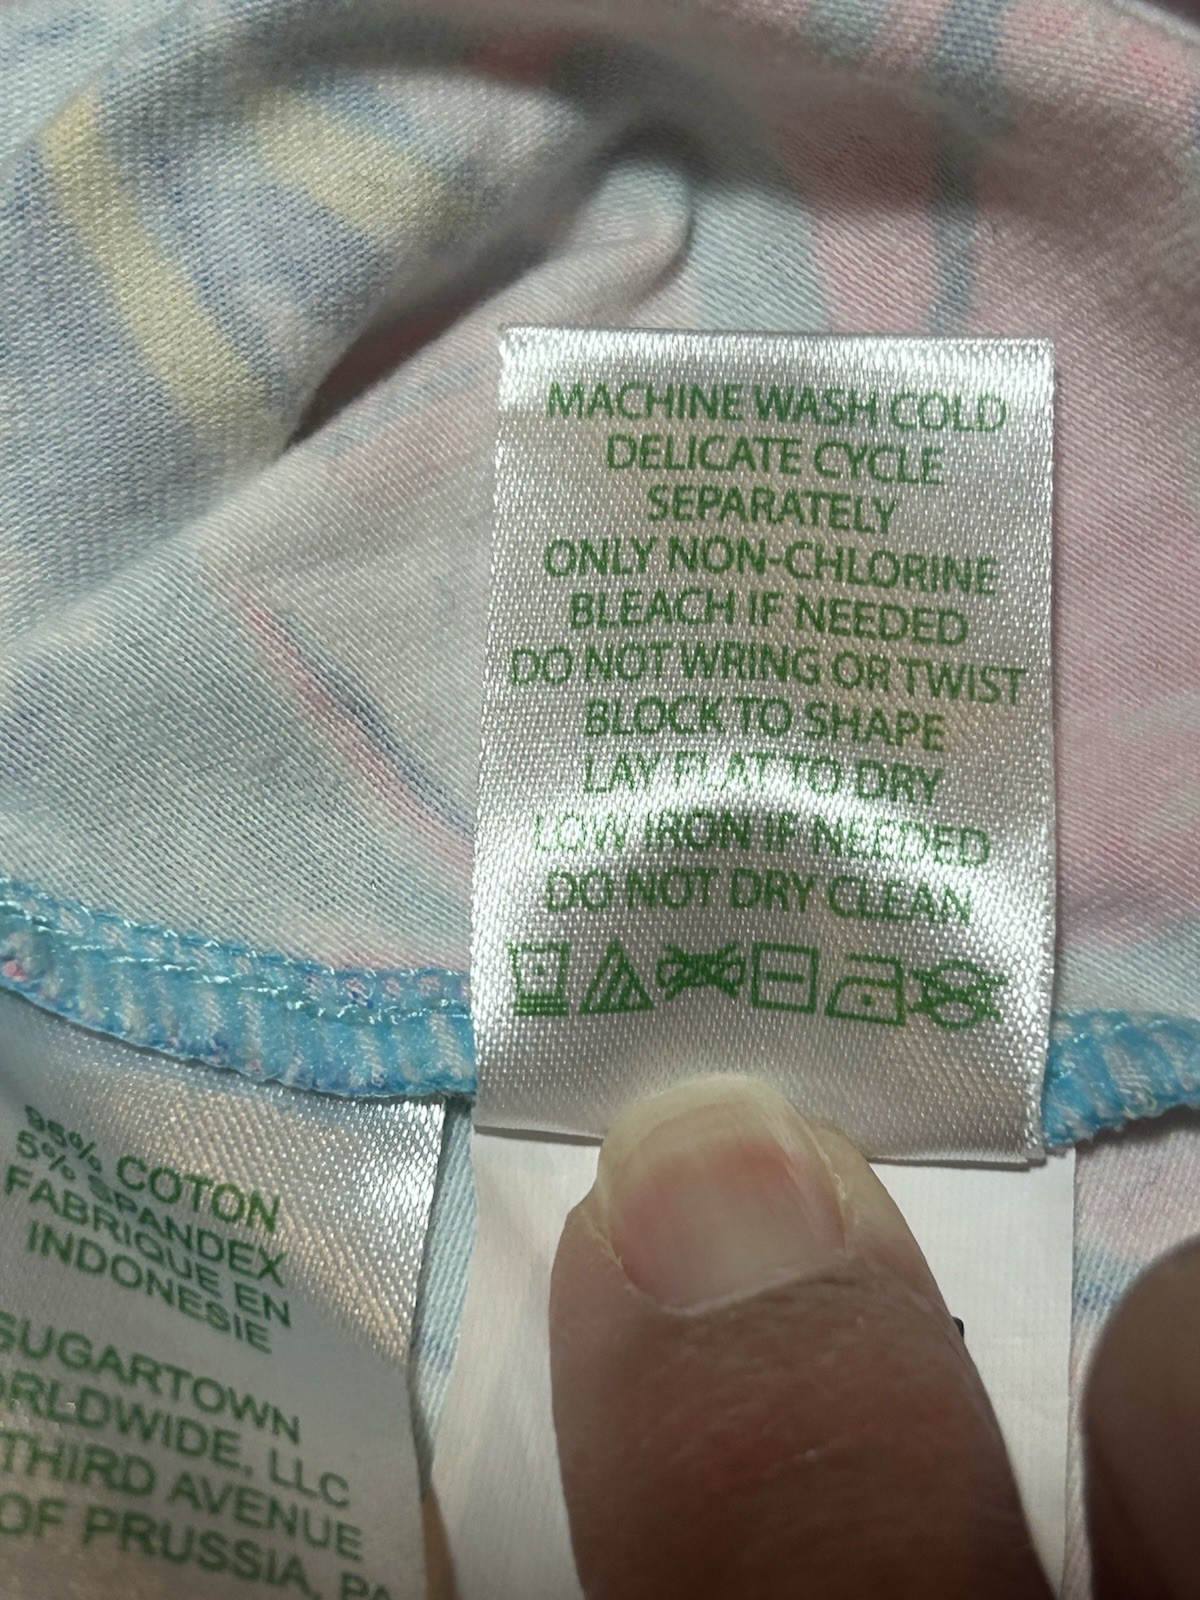 MACHINE WASH COLD
DELICATE CYCLE
SEPARATELY
ONLY NON-CHLORINE
BLEACH IF NEEDED
DO NOT WRING OR TWIST
BLOCK TO SHAPE
LAY FLAT TO DRY
LOW IRON IF NEEDED
DO NOT DRY CLEAN
95% COTON
5% SPANDEX
FABRIQUE EN
INDONESIE
SUGARTOWN
WORLDWIDE, LLC
THIRD AVENUE
OF PRUSSIA, PA